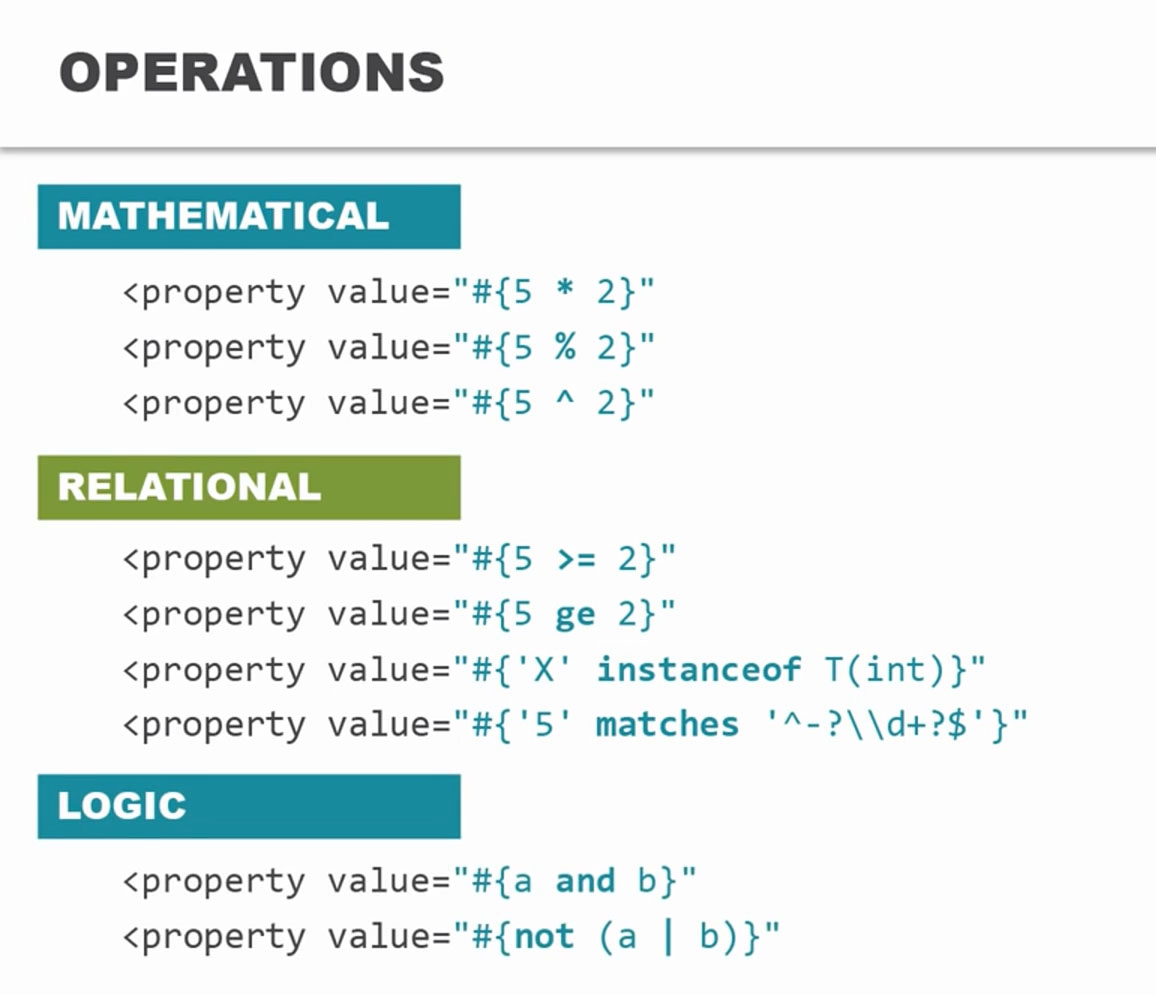 OPERATIONS
MATHEMATICAL
<property value="#{5 * 2}"
<property value="#{5 % 2}"
<property value="#{5 ^ 2}"
RELATIONAL
<property value="#{5 >= 2}"
<property value="#{5 ge 2}"
<property value="#{'X' instanceof T(int)}"
<property value="#{'5' matches '^-?\\d+?$'}"
LOGIC
<property value="#{a and b}"
<property value="#{not (a | b)}"